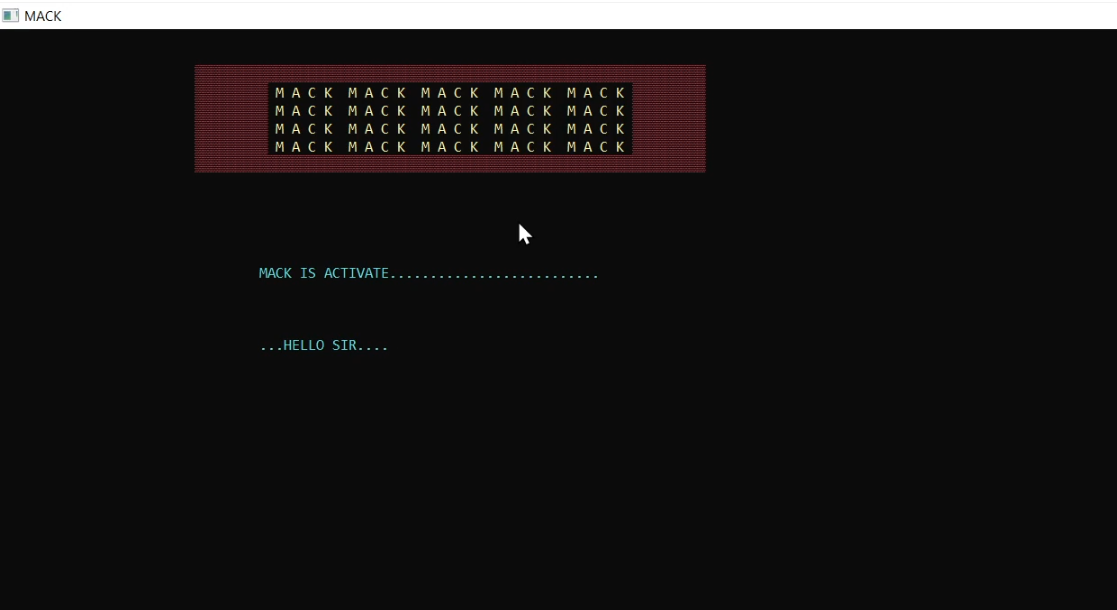 MACK
M A C K M A C K M A C K M A C K M A C K
M A C K M A C K M A C K M A C K M A C K
M A C K M A C K M A C K M A C K M A C K
M A C K M A C K M A C K M A C K M A C K
MACK IS ACTIVATE..........................
...HELLO SIR....